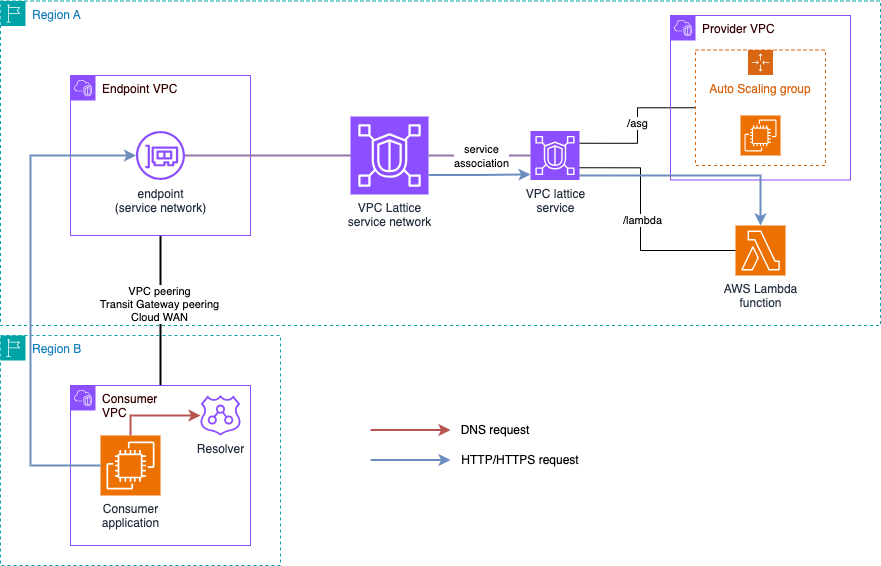 Region A
Provider VPC
Auto Scaling group
Endpoint VPC
/asg
service
association
endpoint
(service network)
VPC Lattice
service network
VPC lattice
service
/lambda
AWS Lambda
function
VPC peering
Transit Gateway peering
Cloud WAN
Region B
Consumer
VPC
Resolver
Consumer
application
DNS request
HTTP/HTTPS request